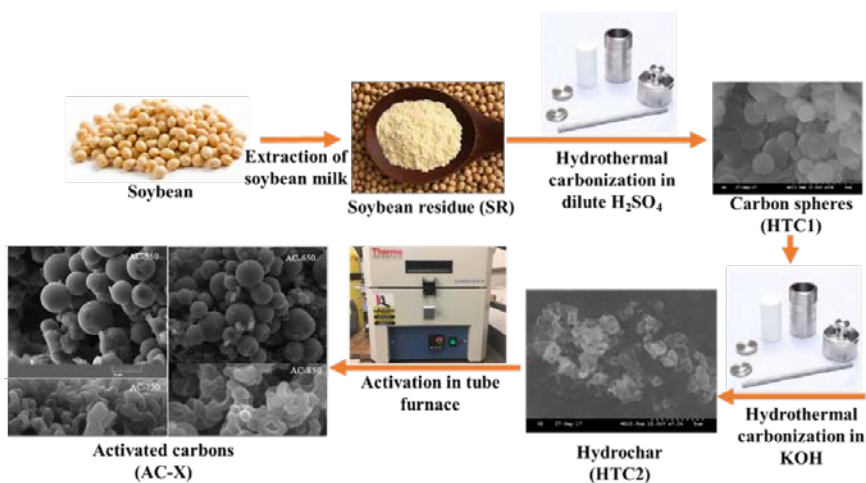 Soybean
Extraction of
soybean milk
Soybean residue (SR)
Hydrothermal
carbonization in
dilute H₂SO₄
Carbon spheres
(HTC1)
Hydrothermal
carbonization in
KOH
Hydrochar
(HTC2)
Thermo
Activation in tube
furnace
AC-550
AC-650
AC-750
AC-850
Activated carbons
(AC-X)